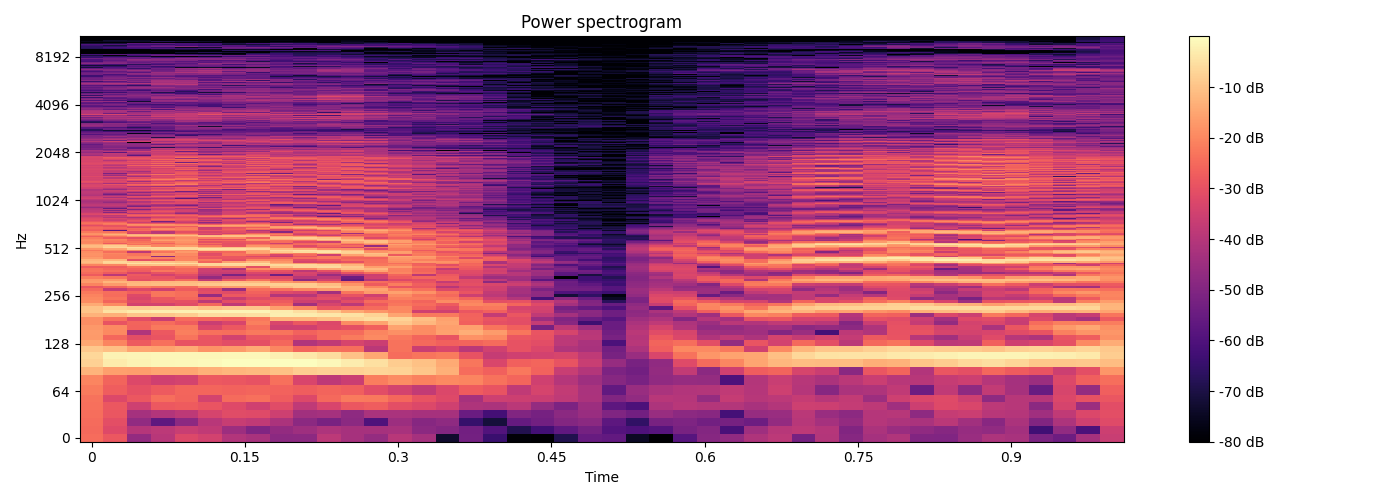 Power spectrogram
Hz
8192
4096
2048
1024
512
256
128
64
0
0 0.15 0.3 0.45 0.6 0.75 0.9
Time
-10 dB
-20 dB
-30 dB
-40 dB
-50 dB
-60 dB
-70 dB
-80 dB